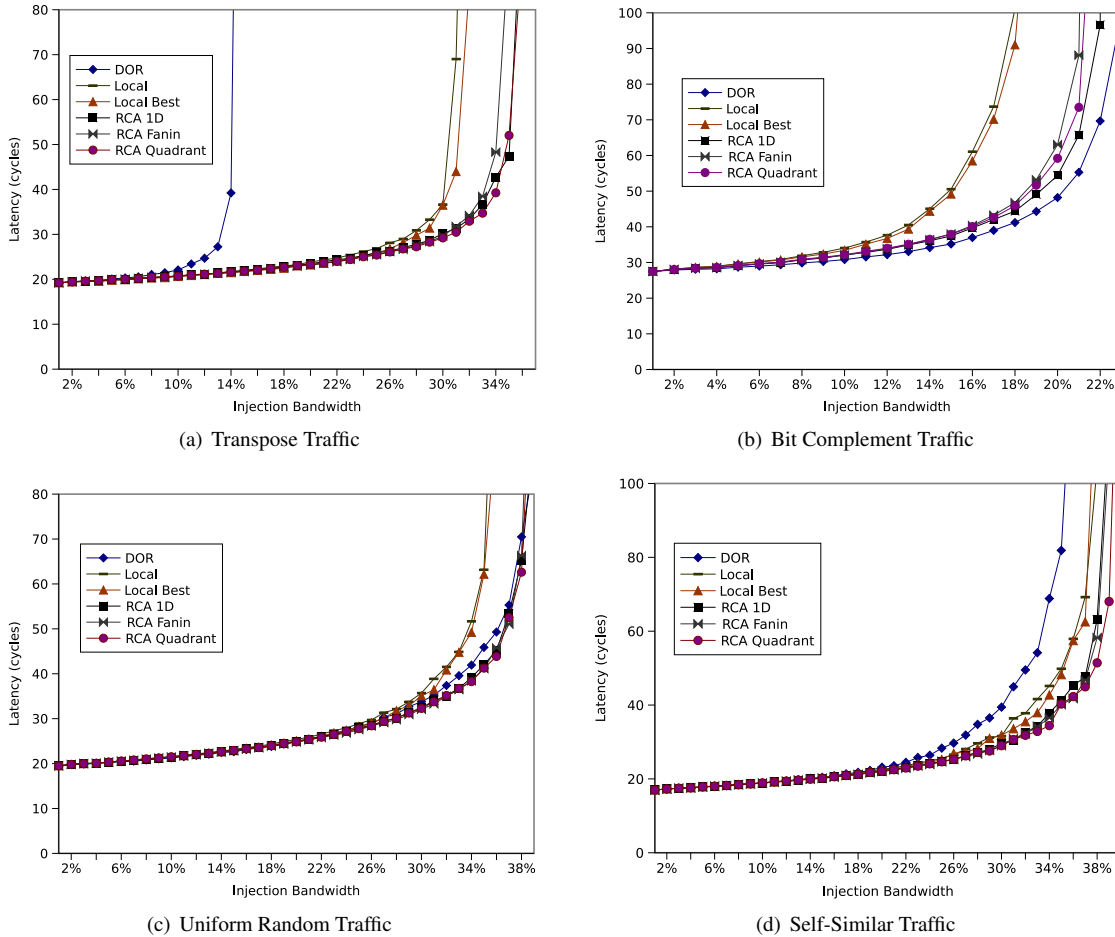 80
70
60
50
40
30
20
10
0
Latency (cycles)
DOR
Local
Local Best
RCA 1D
RCA Fanin
RCA Quadrant
2% 6% 10% 14% 18% 22% 26% 30% 34%
Injection Bandwidth
(a) Transpose Traffic
100
90
80
70
60
50
40
30
20
10
0
Latency (cycles)
DOR
Local
Local Best
RCA 1D
RCA Fanin
RCA Quadrant
2% 4% 6% 8% 10% 12% 14% 16% 18% 20% 22%
Injection Bandwidth
(b) Bit Complement Traffic
80
70
60
50
40
30
20
10
0
Latency (cycles)
DOR
Local
Local Best
RCA 1D
RCA Fanin
RCA Quadrant
2% 6% 10% 14% 18% 22% 26% 30% 34% 38%
Injection Bandwidth
(c) Uniform Random Traffic
100
80
60
40
20
0
Latency (cycles)
DOR
Local
Local Best
RCA 1D
RCA Fanin
RCA Quadrant
2% 6% 10% 14% 18% 22% 26% 30% 34% 38%
Injection Bandwidth
(d) Self-Similar Traffic